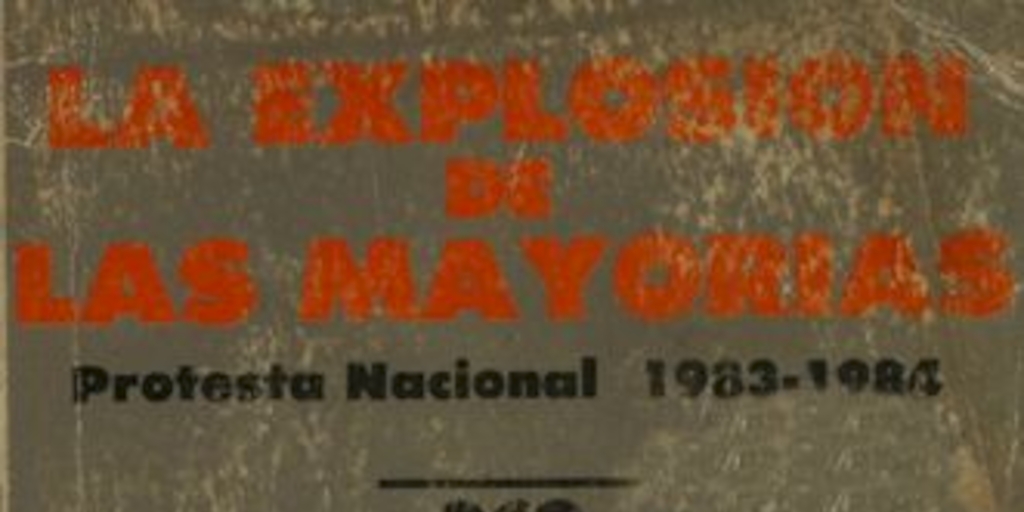 LA EXPLOSION
DE
LAS MAYORIAS
Protesta Nacional 1983-1984